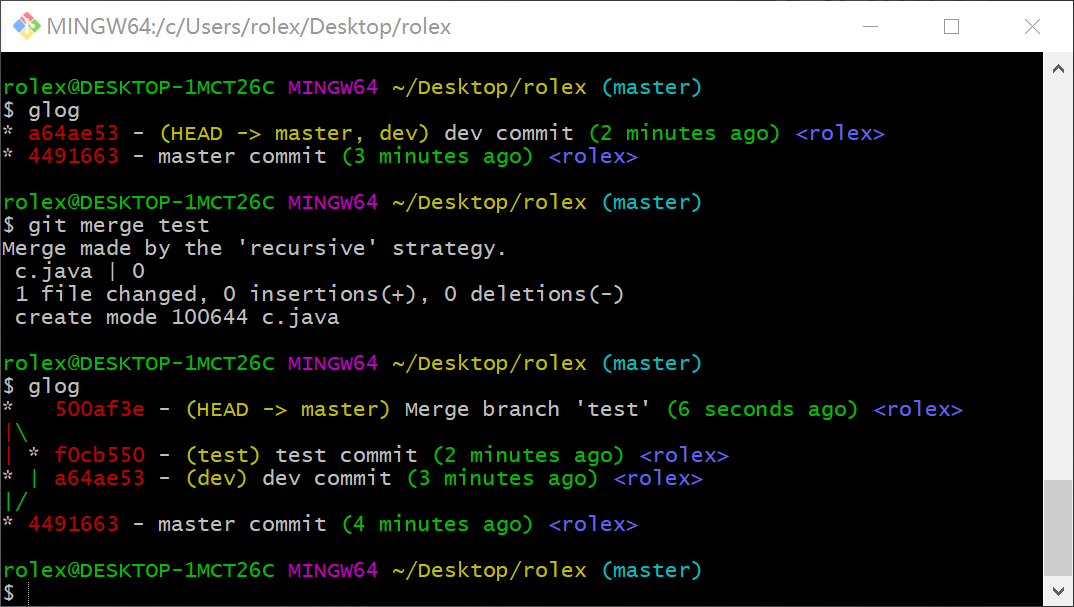 MINGW64:/c/Users/rolex/Desktop/rolex
rolex@DESKTOP-1MCT26C MINGW64 ~/Desktop/rolex (master)
$ glog
* a64ae53 - (HEAD -> master, dev) dev commit (2 minutes ago) <rolex>
* 4491663 - master commit (3 minutes ago) <rolex>
rolex@DESKTOP-1MCT26C MINGW64 ~/Desktop/rolex (master)
$ git merge test
Merge made by the 'recursive' strategy.
 c.java | 0
 1 file changed, 0 insertions(+), 0 deletions(-)
 create mode 100644 c.java
rolex@DESKTOP-1MCT26C MINGW64 ~/Desktop/rolex (master)
$ glog
*   500af3e - (HEAD -> master) Merge branch 'test' (6 seconds ago) <rolex>
|\
| * f0cb550 - (test) test commit (2 minutes ago) <rolex>
* | a64ae53 - (dev) dev commit (3 minutes ago) <rolex>
|/
* 4491663 - master commit (4 minutes ago) <rolex>
rolex@DESKTOP-1MCT26C MINGW64 ~/Desktop/rolex (master)
$